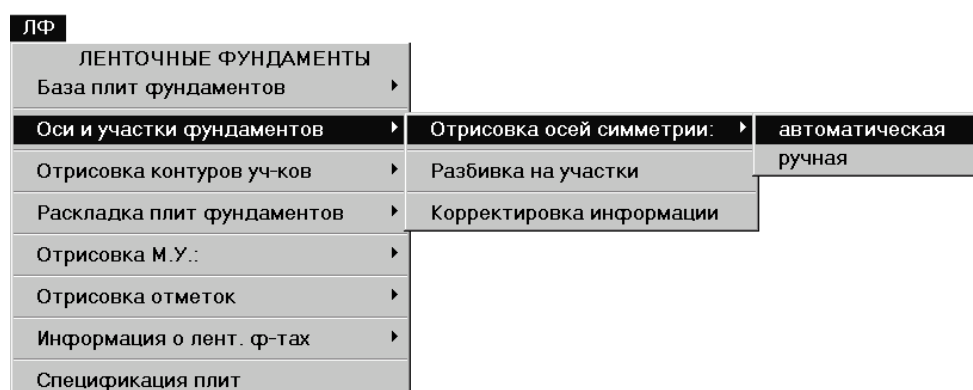 ЛФ
ЛЕНТОЧНЫЕ ФУНДАМЕНТЫ
База плит фундаментов
Оси и участки фундаментов
Отрисовка контуров уч-ков
Раскладка плит фундаментов
Отрисовка М.У.:
Отрисовка отметок
Информация о лент. ф-тах
Спецификация плит
Отрисовка осей симметрии:
Разбивка на участки
Корректировка информации
автоматическая
ручная